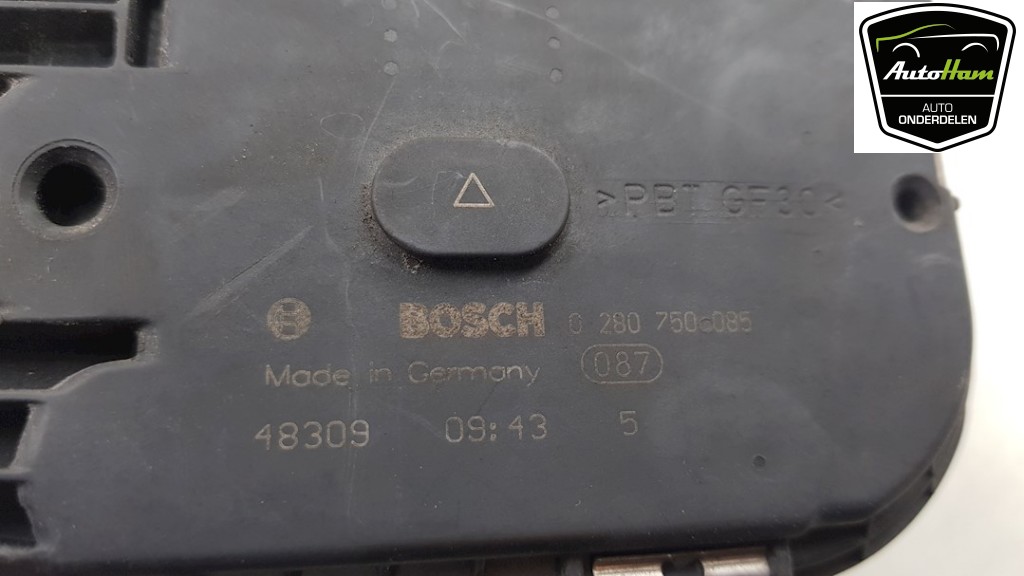 AutoHam
AUTO
ONDERDELEN
>PBT GF30<
BOSCH 0 280 750 085
Made in Germany 087
48309 09:43 5